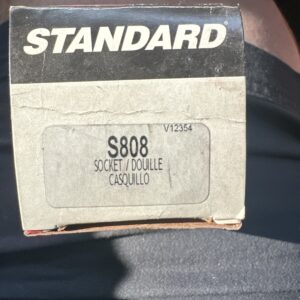 STANDARD
V12354
S808
SOCKET / DOUILLE
CASQUILLO